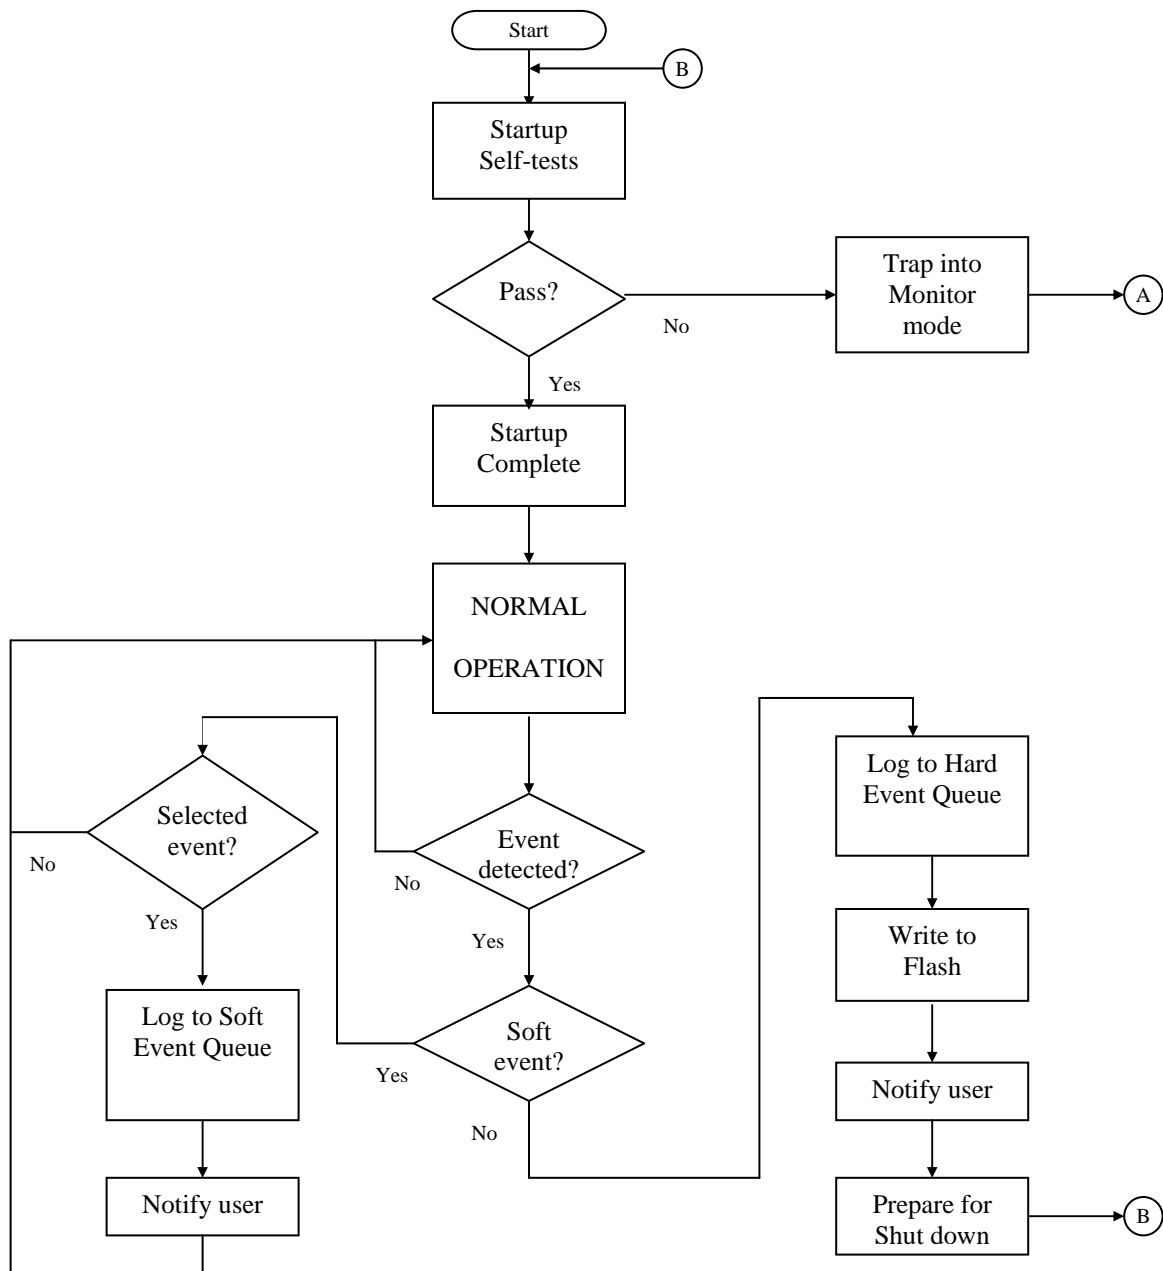 Start
B
Startup
Self-tests
Pass?
No
Trap into
Monitor
mode
A
Yes
Startup
Complete
NORMAL
OPERATION
Event
detected?
No
Yes
Soft
event?
Yes
No
Selected
event?
No
Yes
Log to Soft
Event Queue
Notify user
Log to Hard
Event Queue
Write to
Flash
Notify user
Prepare for
Shut down
B